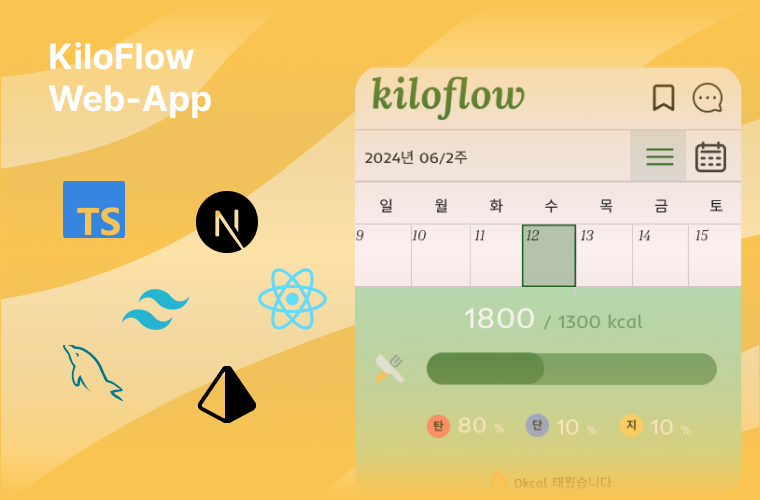 KiloFlow
Web-App
kiloflow
2024년 06/2주
일 월 화 수 목 금 토
9 10 11 12 13 14 15
TS
N
1800 / 1300 kcal
탄 80 % 단 10 % 지 10 %
0kcal 태웠습니다